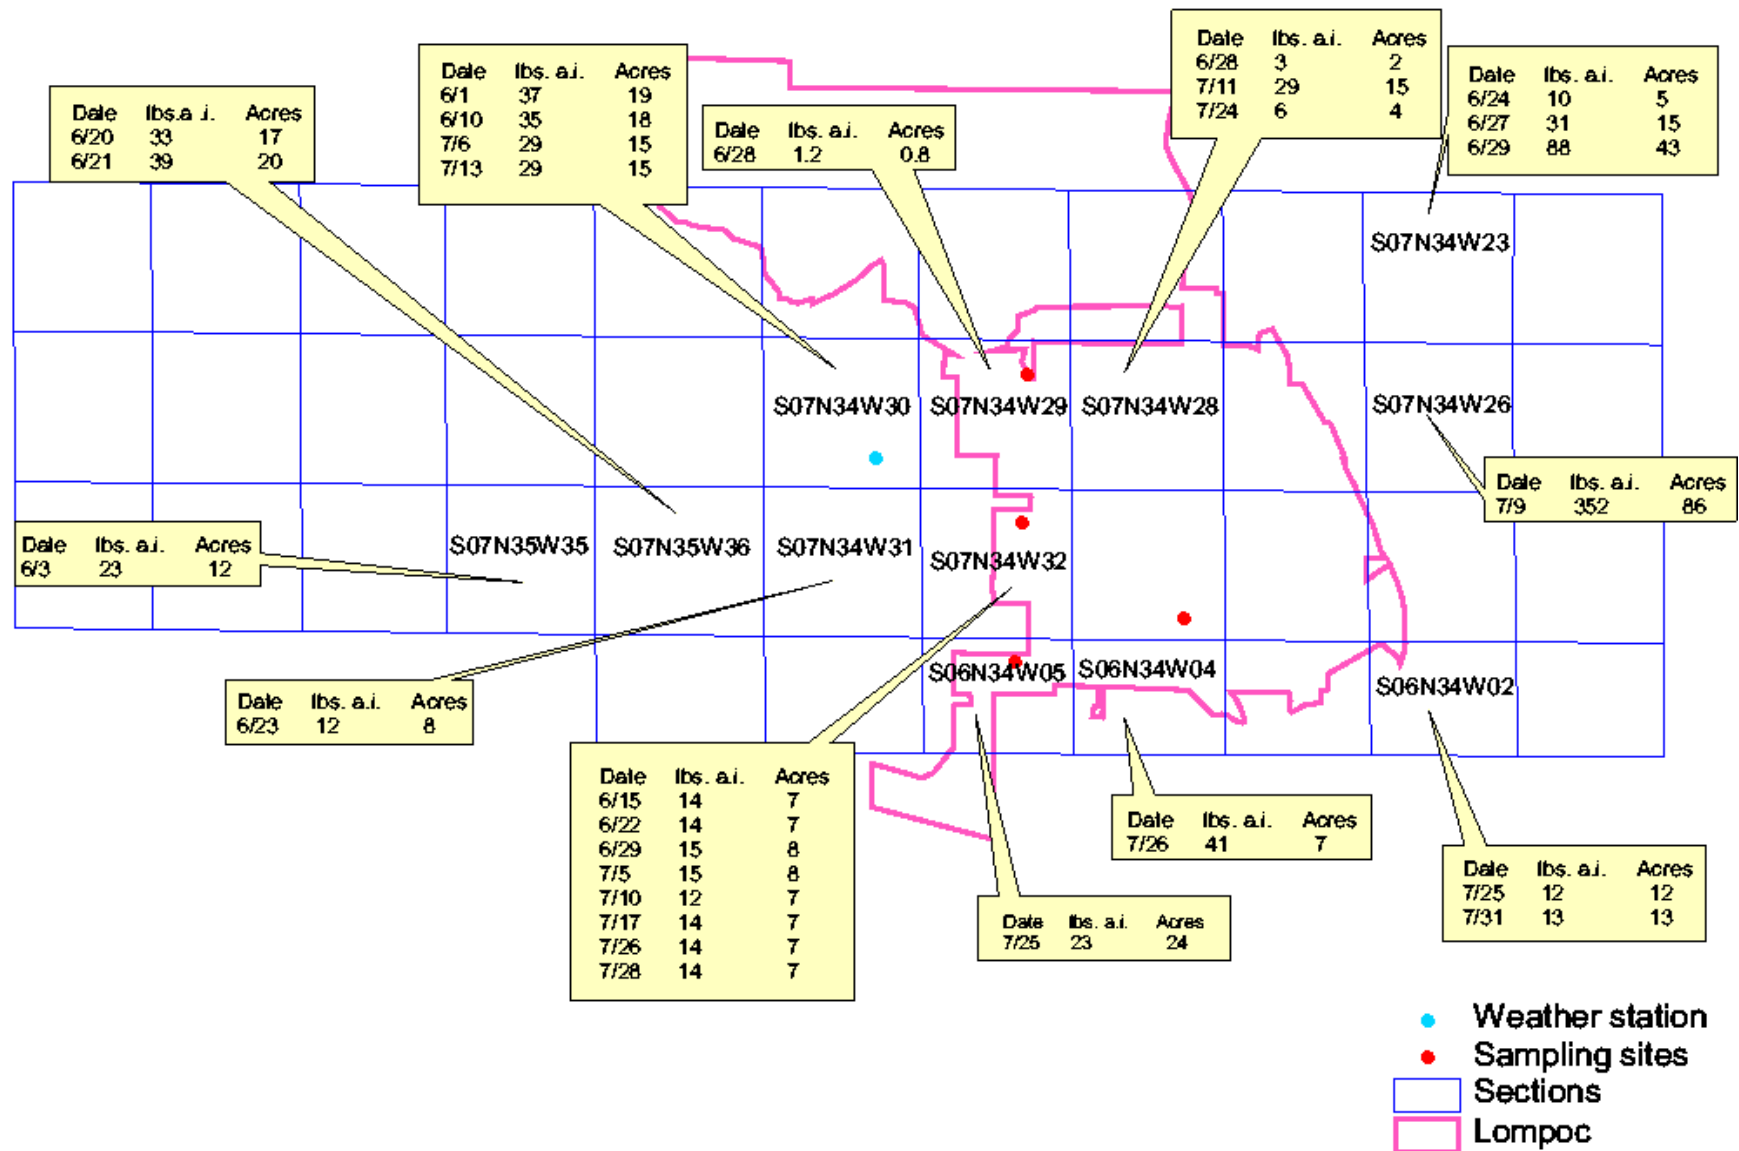 Date lbs. a.i. Acres
6/28 3 2
7/11 29 15
7/24 6 4
Date lbs. a.i. Acres
6/1 37 19
6/10 35 18
7/6 29 15
7/13 29 15
Date lbs. a.i. Acres
6/24 10 5
6/27 31 15
6/29 88 43
Date lbs.a.i. Acres
6/20 33 17
6/21 39 20
Date lbs. a.i. Acres
6/28 1.2 0.8
S07N34W23
S07N34W30 S07N34W29 S07N34W28 S07N34W26
Date lbs. a.i. Acres
7/9 352 86
Date lbs. a.i. Acres
6/3 23 12
S07N35W35 S07N35W36 S07N34W31 S07N34W32
S06N34W05 S06N34W04 S06N34W02
Date lbs. a.i. Acres
6/23 12 8
Date lbs. a.i. Acres
6/15 14 7
6/22 14 7
6/29 15 8
7/5 15 8
7/10 12 7
7/17 14 7
7/26 14 7
7/28 14 7
Date lbs. a.i. Acres
7/26 41 7
Date lbs. a.i. Acres
7/25 12 12
7/31 13 13
Date lbs. a.i. Acres
7/25 23 24
Weather station
Sampling sites
Sections
Lompoc